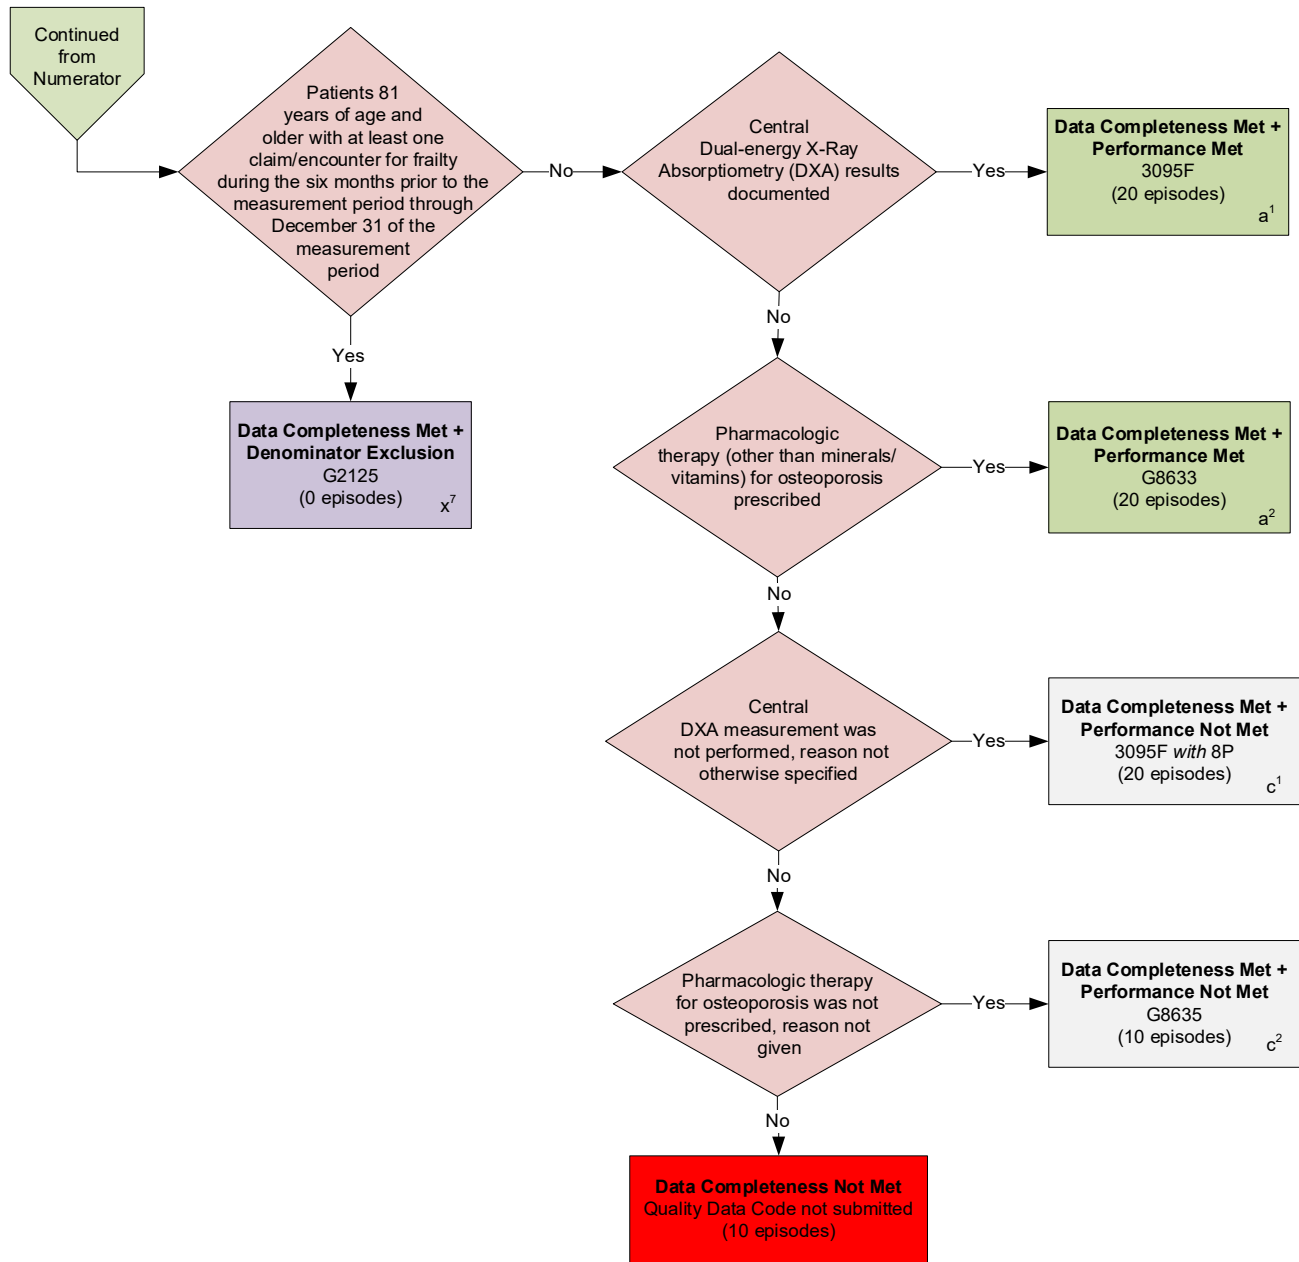 Continued
from
Numerator
Patients 81
years of age and
older with at least one
claim/encounter for frailty
during the six months prior to the
measurement period through
December 31 of the
measurement
period
No
Central
Dual-energy X-Ray
Absorptiometry (DXA) results
documented
Yes
Data Completeness Met +
Performance Met
3095F
(20 episodes)
a¹
Yes
No
Data Completeness Met +
Denominator Exclusion
G2125
(0 episodes)
x⁷
Pharmacologic
therapy (other than minerals/
vitamins) for osteoporosis
prescribed
Yes
Data Completeness Met +
Performance Met
G8633
(20 episodes)
a²
No
Central
DXA measurement was
not performed, reason not
otherwise specified
Yes
Data Completeness Met +
Performance Not Met
3095F with 8P
(20 episodes)
c¹
No
Pharmacologic therapy
for osteoporosis was not
prescribed, reason not
given
Yes
Data Completeness Met +
Performance Not Met
G8635
(10 episodes)
c²
No
Data Completeness Not Met
Quality Data Code not submitted
(10 episodes)